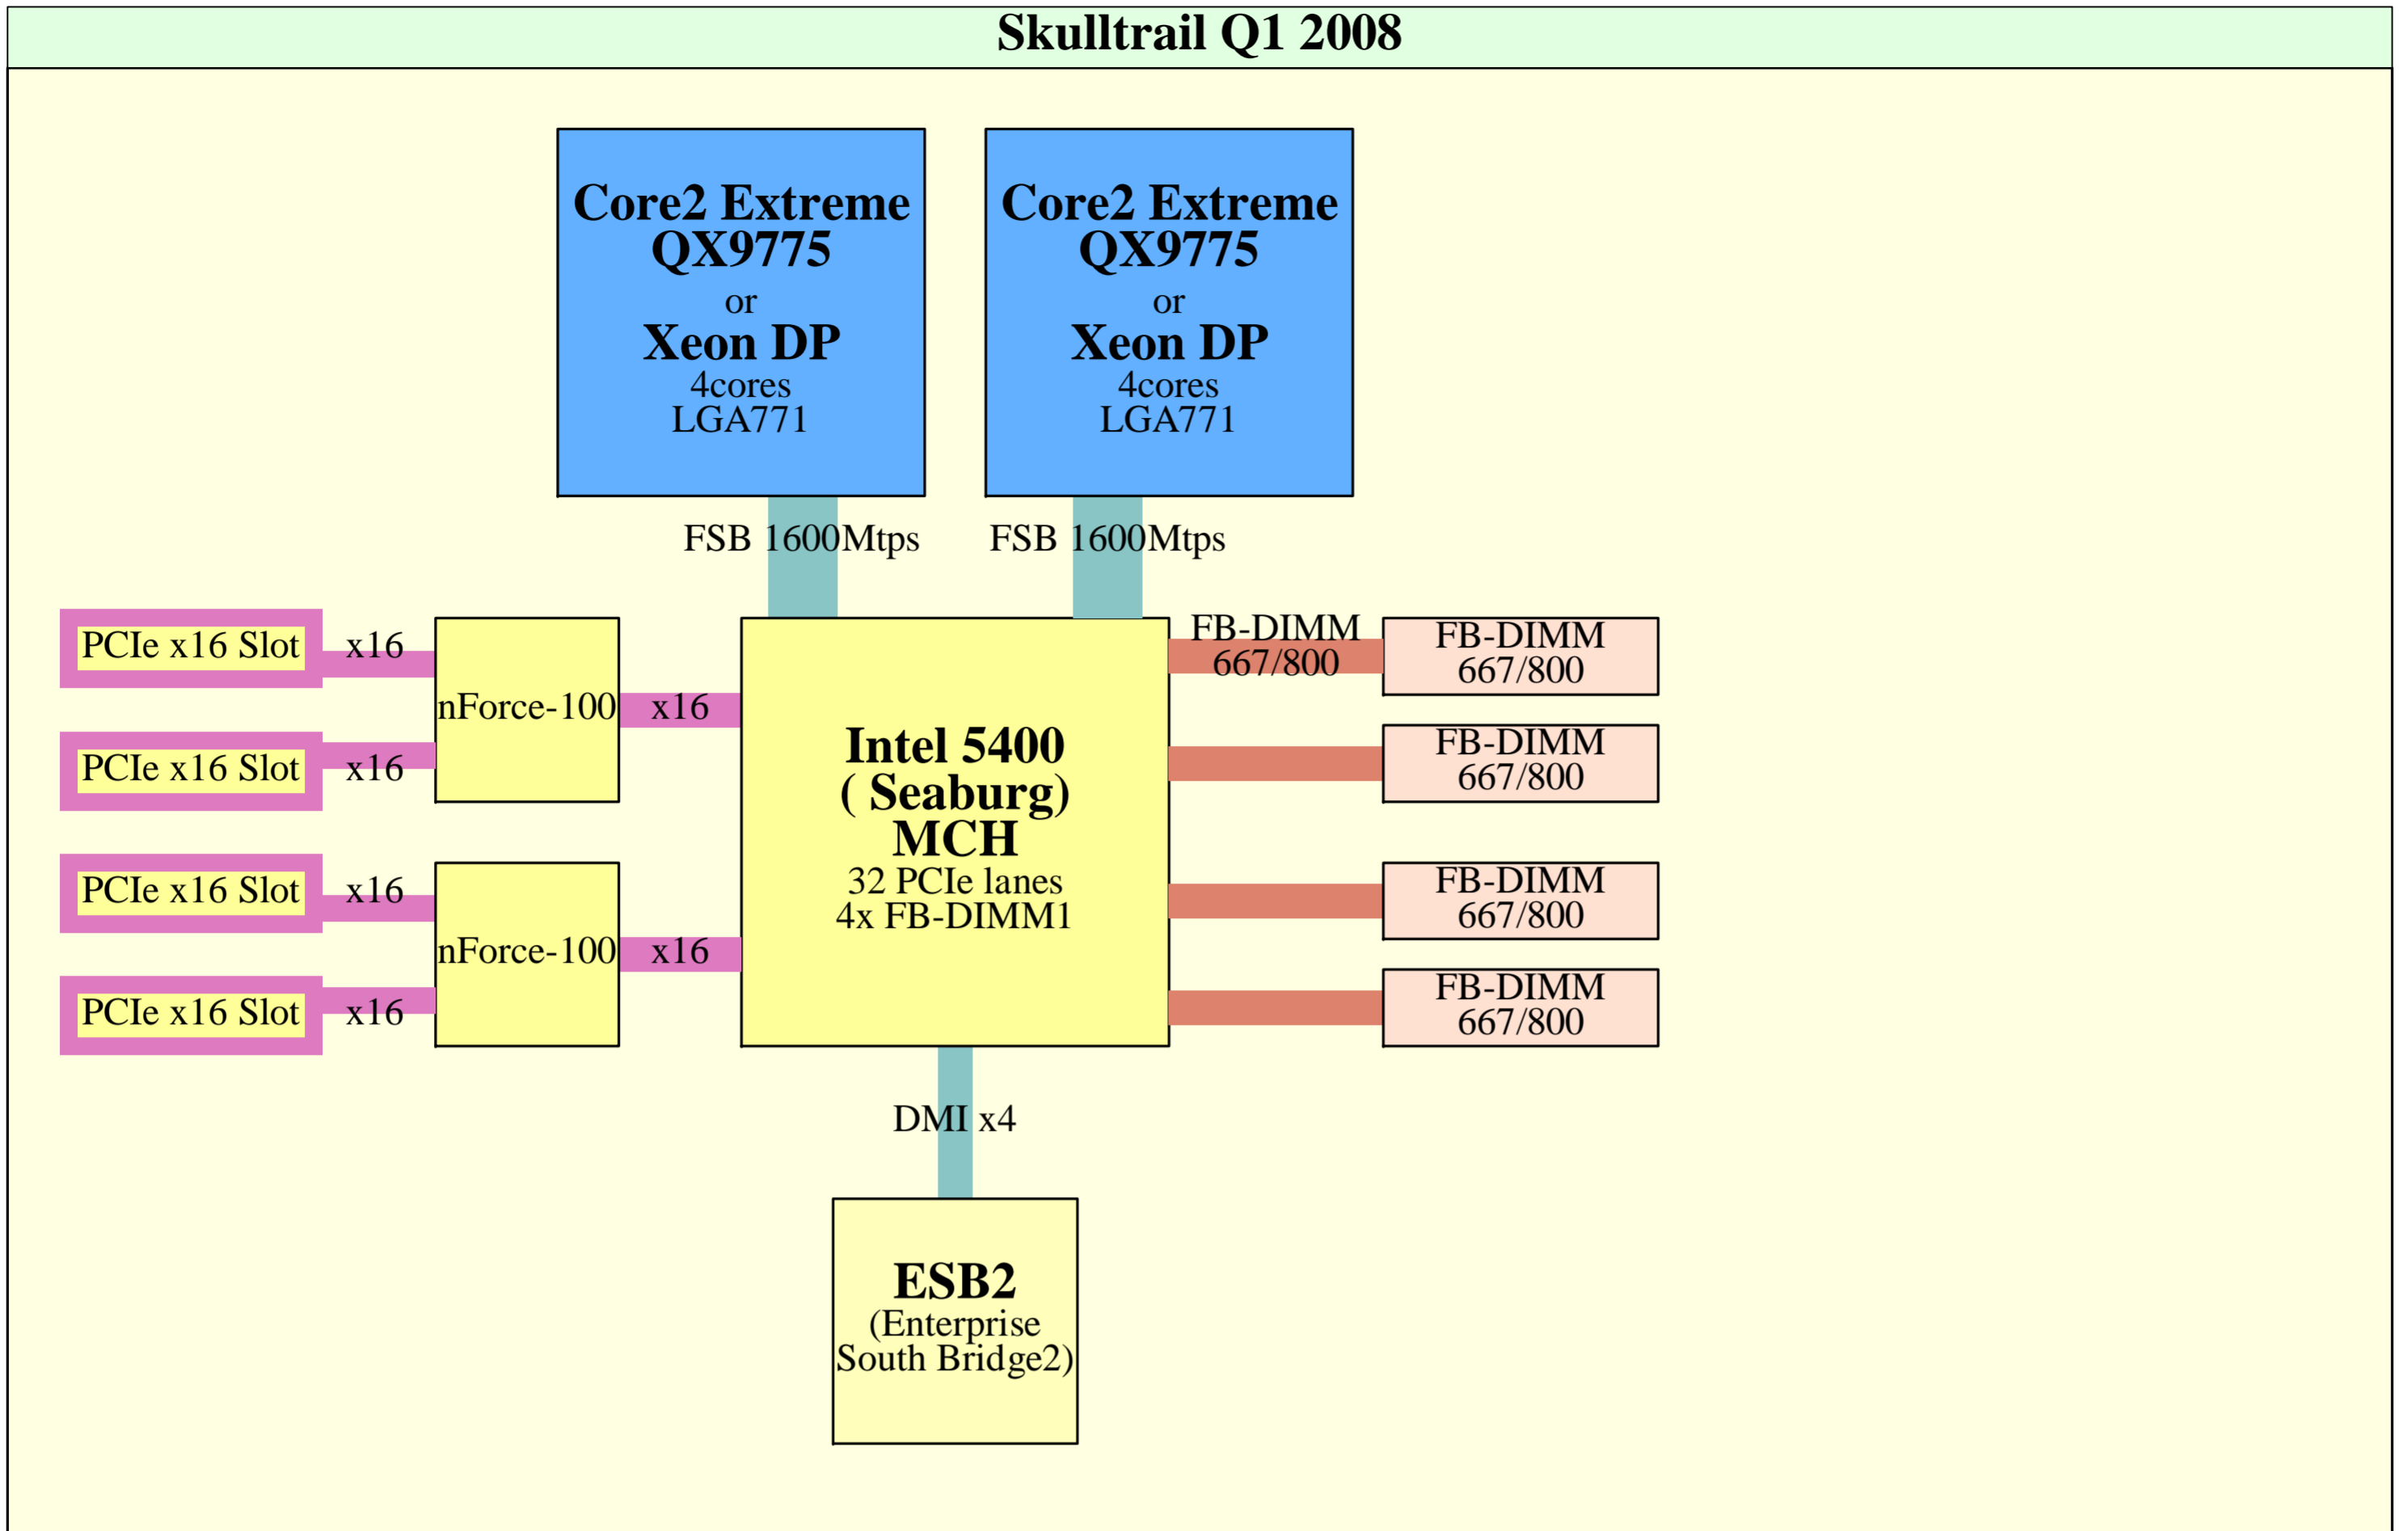 Skulltrail Q1 2008
Core2 Extreme
QX9775
or
Xeon DP
4cores
LGA771
Core2 Extreme
QX9775
or
Xeon DP
4cores
LGA771
FSB 1600Mtps
FSB 1600Mtps
PCIe x16 Slot
x16
PCIe x16 Slot
x16
nForce-100
x16
PCIe x16 Slot
x16
PCIe x16 Slot
x16
nForce-100
x16
Intel 5400
( Seaburg)
MCH
32 PCIe lanes
4x FB-DIMM1
FB-DIMM
667/800
FB-DIMM
667/800
FB-DIMM
667/800
FB-DIMM
667/800
FB-DIMM
667/800
DMI x4
ESB2
(Enterprise
South Bridge2)